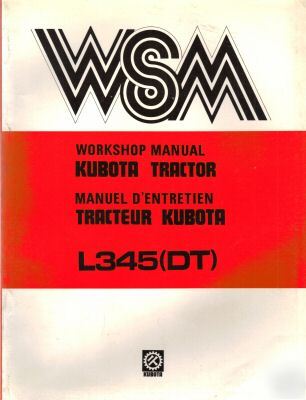 WSM
WORKSHOP MANUAL
KUBOTA TRACTOR
MANUEL D'ENTRETIEN
TRACTEUR KUBOTA
L345(DT)
KUBOTA